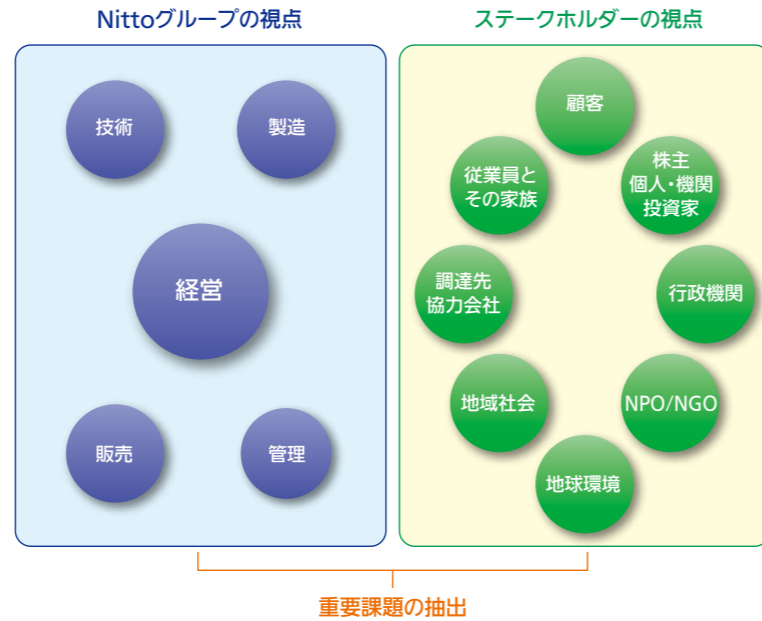 Nittoグループの視点
技術
製造
経営
販売
管理
ステークホルダーの視点
顧客
従業員と
その家族
株主
個人・機関
投資家
調達先
協力会社
行政機関
地域社会
NPO/NGO
地球環境
重要課題の抽出